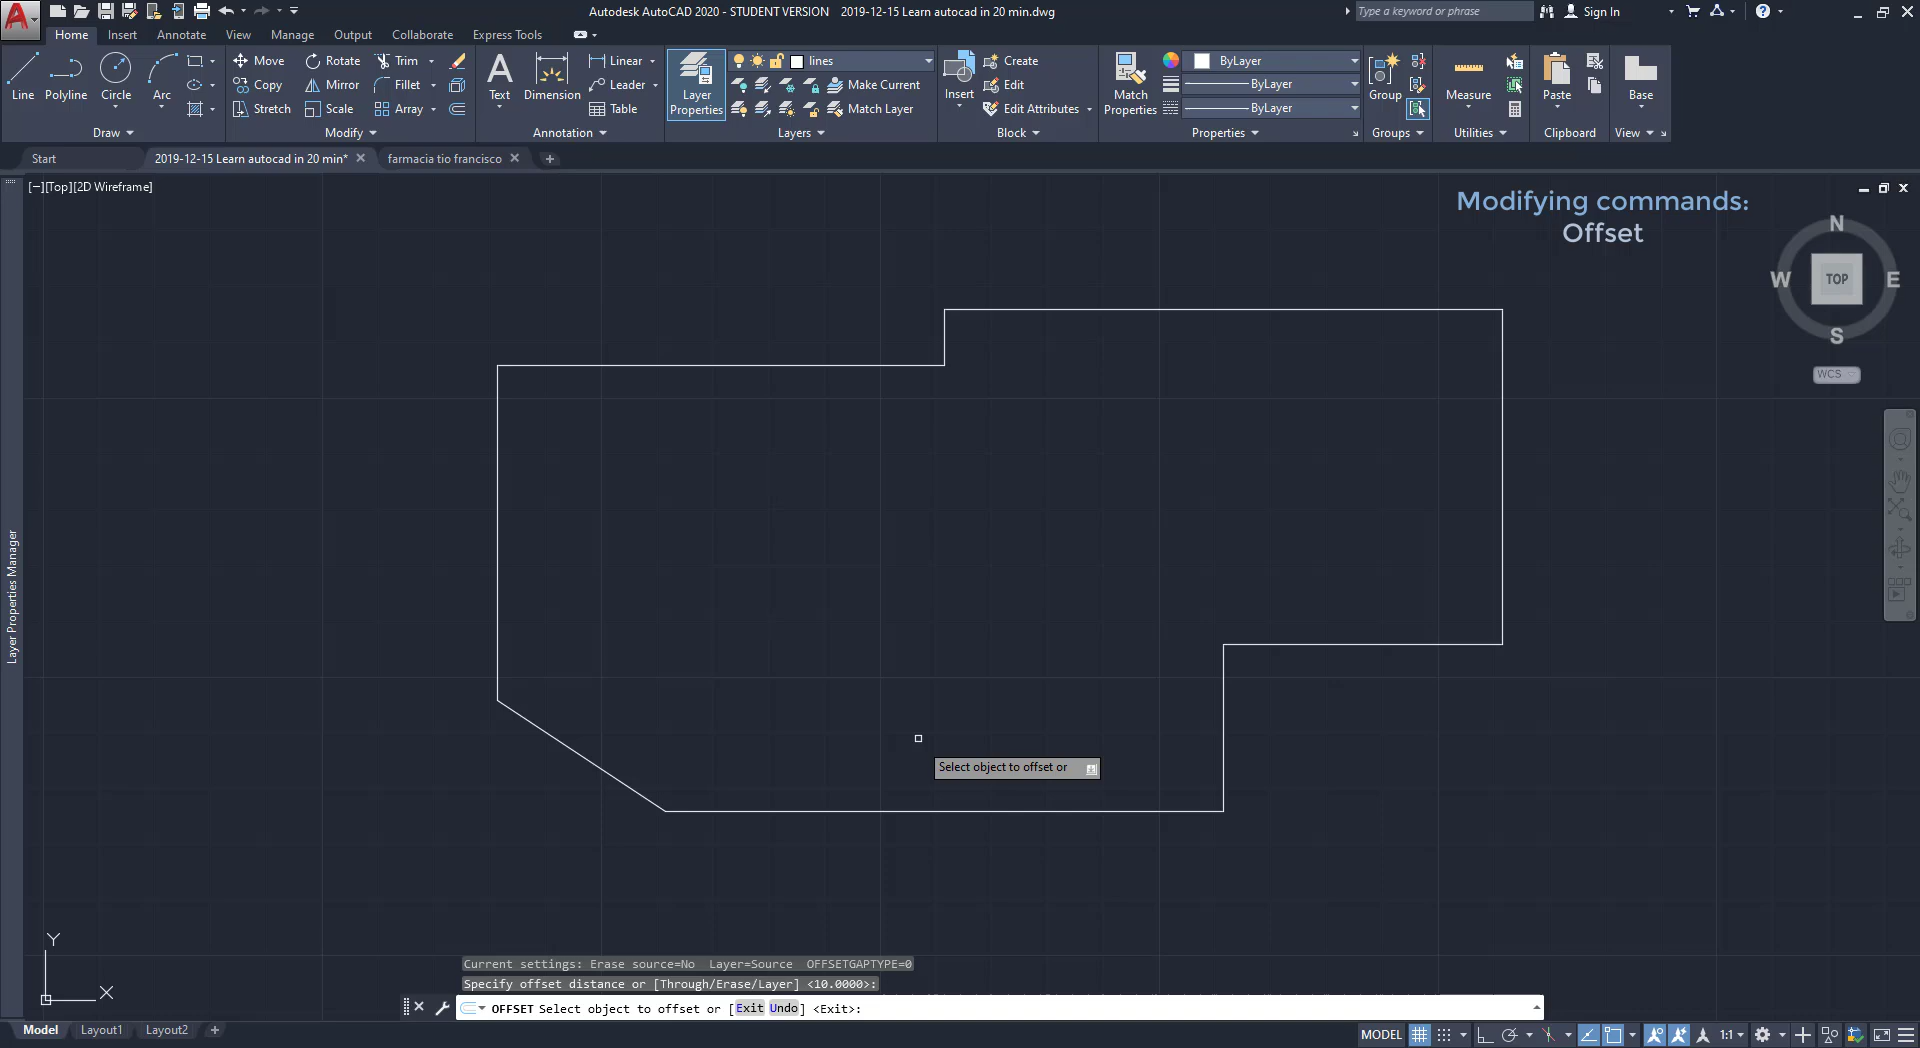 Autodesk AutoCAD 2020 - STUDENT VERSION 2019-12-15 Learn autocad in 20 min.dwg
Type a keyword or phrase
Sign In
Home Insert Annotate View Manage Output Collaborate Express Tools
Line Polyline Circle Arc
Draw
Move Rotate Trim
Copy Mirror Fillet
Stretch Scale Array
Modify
Text Dimension
Linear
Leader
Table
Annotation
Layer Properties
lines
Make Current
Match Layer
Layers
Insert
Create
Edit
Edit Attributes
Block
Match Properties
ByLayer
ByLayer
ByLayer
Properties
Group
Groups
Measure
Utilities
Paste
Clipboard
Base
View
Start
2019-12-15 Learn autocad in 20 min*
farmacia tio francisco
[−][Top][2D Wireframe]
Modifying commands:
Offset
N
W TOP E
S
WCS
Layer Properties Manager
Select object to offset or
Y
X
Current settings: Erase source=No Layer=Source OFFSETGAPTYPE=0
Specify offset distance or [Through/Erase/Layer] <10.0000>:
OFFSET Select object to offset or [Exit Undo] <Exit>:
Model Layout1 Layout2
MODEL
1:1